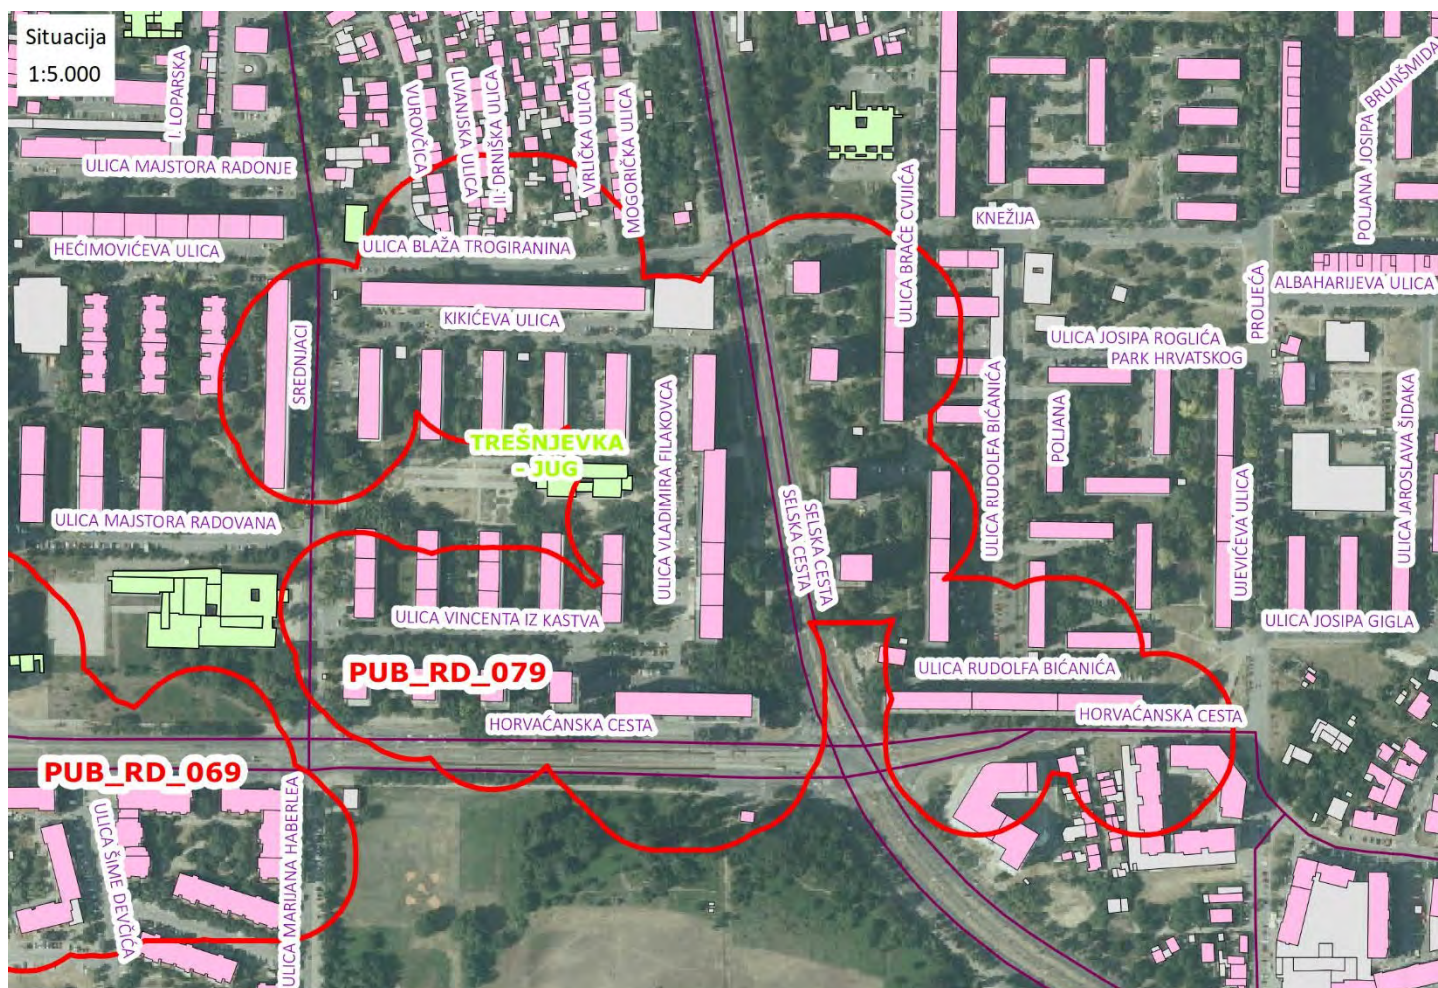 Situacija
1:5.000
I. LOPARSKA
ULICA MAJSTORA RADONJE
HEĆIMOVIĆEVA ULICA
VUROVČICA
LIVANJSKA ULICA
II. DRNIŠKA ULICA
VRLIČKA ULICA
MOGORIČKA ULICA
ULICA BLAŽA TROGIRANINA
KIKIĆEVA ULICA
SREDNJACI
TREŠNJEVKA
- JUG
ULICA VLADIMIRA FILAKOVCA
ULICA MAJSTORA RADOVANA
ULICA VINCENTA IZ KASTVA
PUB_RD_079
HORVAĆANSKA CESTA
PUB_RD_069
ULICA ŠIME DEVČIĆA
ULICA MARIJANA HABERLEA
SELSKA CESTA
SELSKA CESTA
ULICA BRAĆE CVIJIĆA
KNEŽIJA
ULICA RUDOLFA BIĆANIĆA
POLJANA JOSIPA BRUNŠMIDA
ALBAHARIJEVA ULICA
PROLJEĆA
ULICA JOSIPA ROGLIĆA
PARK HRVATSKOG
POLJANA
UJEVIĆEVA ULICA
ULICA JAROSLAVA ŠIDAKA
ULICA JOSIPA GIGLA
ULICA RUDOLFA BIĆANIĆA
HORVAĆANSKA CESTA